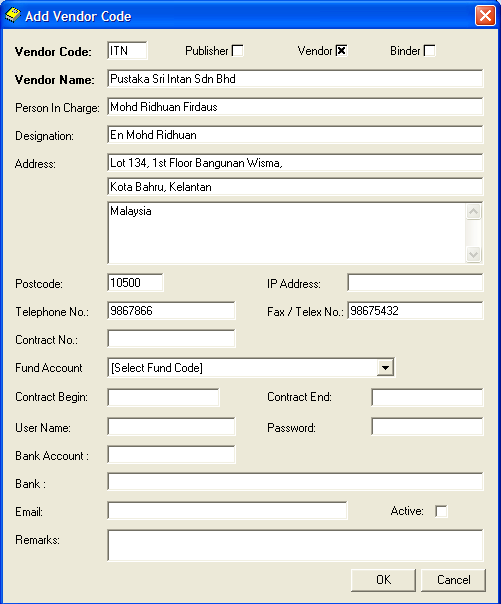 Add Vendor Code
Vendor Code: ITN Publisher Vendor Binder
Vendor Name: Pustaka Sri Intan Sdn Bhd
Person In Charge: Mohd Ridhuan Firdaus
Designation: En Mohd Ridhuan
Address: Lot 134, 1st Floor Bangunan Wisma,
Kota Bahru, Kelantan
Malaysia
Postcode: 10500 IP Address:
Telephone No.: 9867866 Fax / Telex No.: 98675432
Contract No.:
Fund Account [Select Fund Code]
Contract Begin: Contract End:
User Name: Password:
Bank Account :
Bank :
Email: Active:
Remarks:
OK Cancel